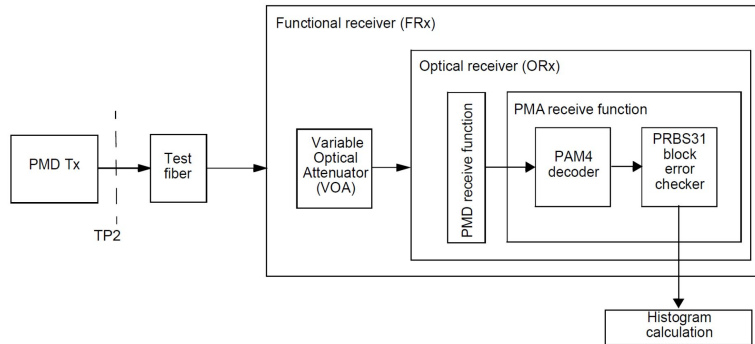 Functional receiver (FRx)
Optical receiver (ORx)
PMA receive function
PMD Tx
TP2
Test
fiber
Variable
Optical
Attenuator
(VOA)
PMD receive function
PAM4
decoder
PRBS31
block
error
checker
Histogram
calculation